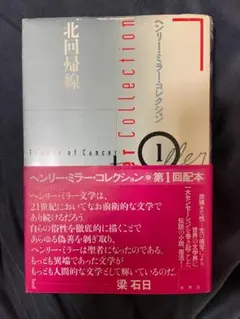 ヘンリー・ミラー・コレクション
北回帰線
Tropic of Cancer
er Collection
1
ヘンリー・ミラー・コレクション●第1回配本
ヘンリー・ミラー文学は、
21世紀においてなお前衛的な文学で
あり続けるだろう。
自らの俗性を徹底的に描くことで
あらゆる偽善を剝ぎ取り、
ヘンリー・ミラーは聖者になったのである。
もっとも異端であった文学が
もっとも人間的な文学として輝いているのだ。
梁 石日
水声社